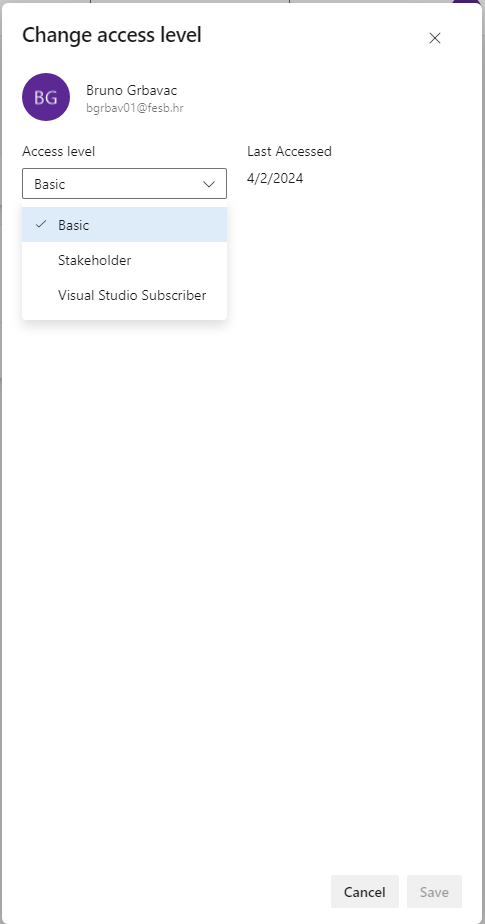 Change access level
BG
Bruno Grbavac
bgrbav01@fesb.hr
Access level
Last Accessed
Basic
4/2/2024
Basic
Stakeholder
Visual Studio Subscriber
Cancel
Save